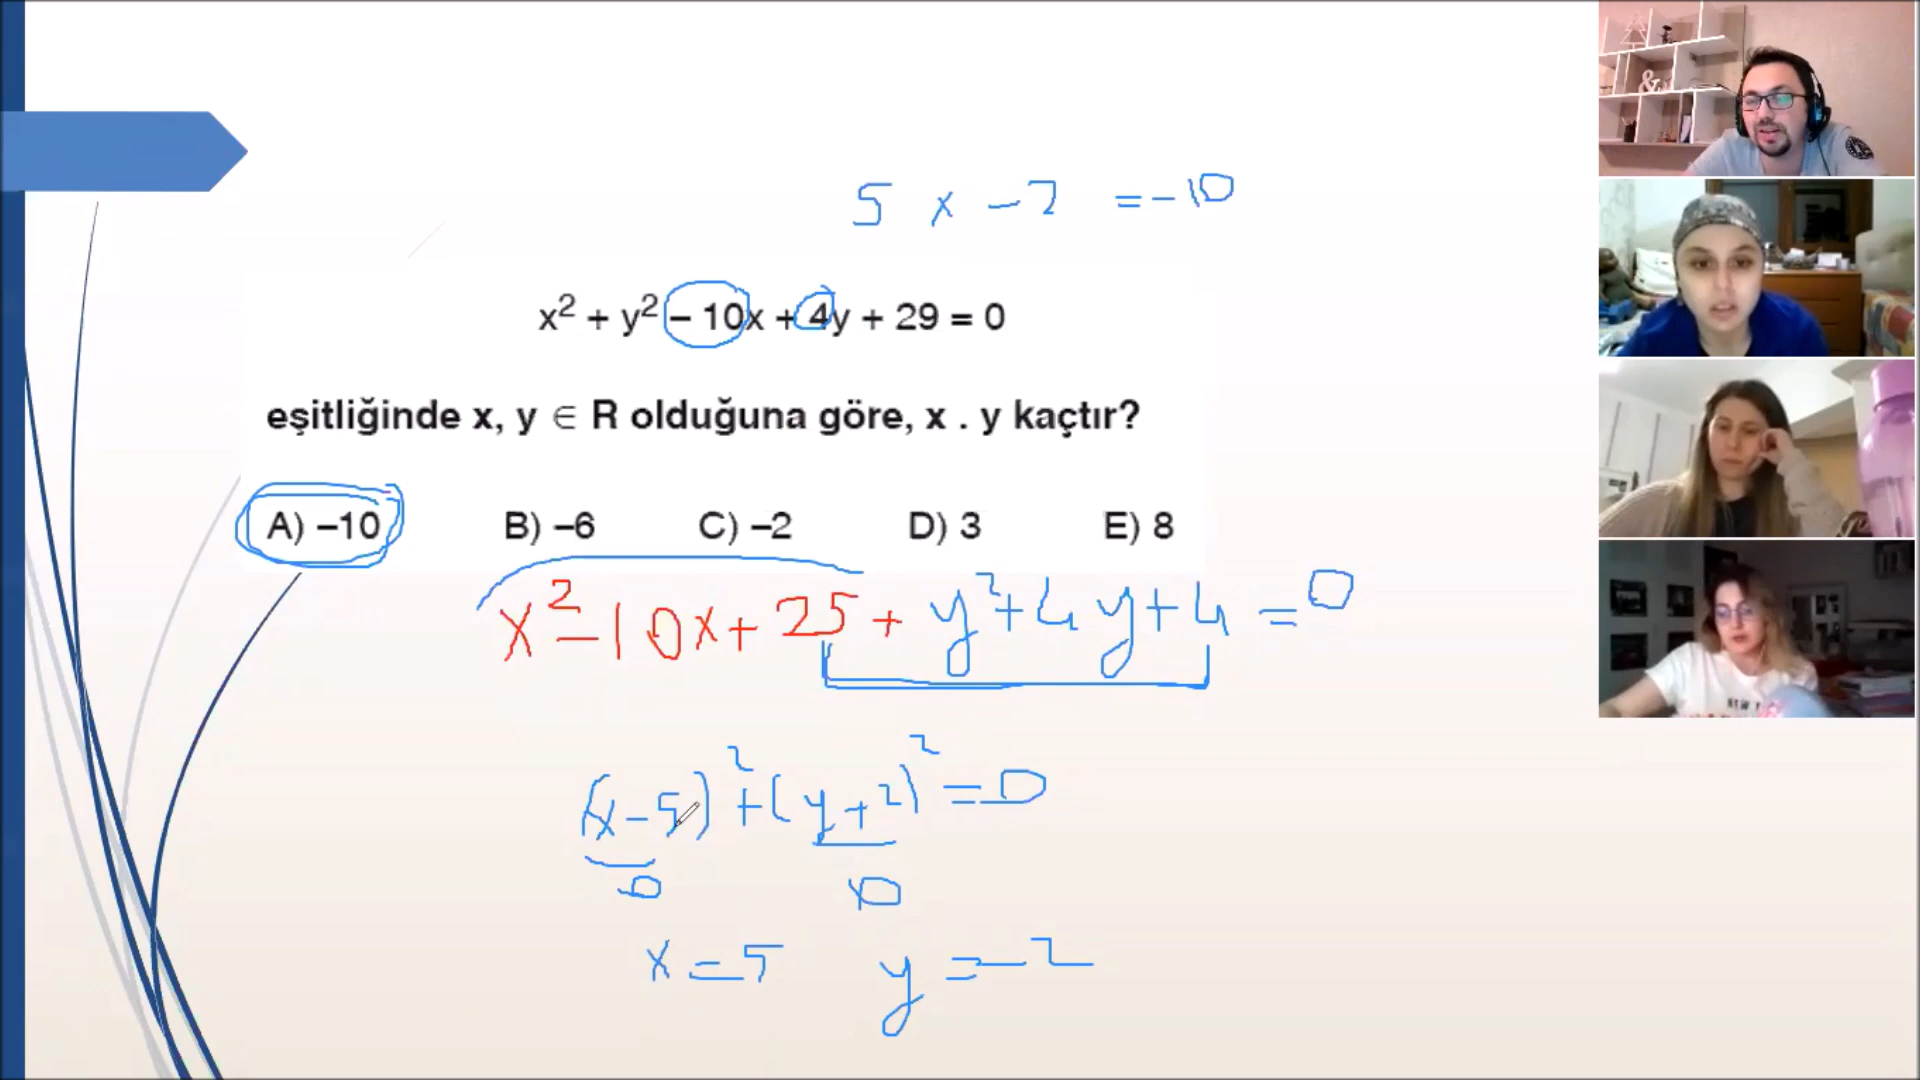 5 x -2 = -10
x² + y² – 10x + 4y + 29 = 0
eşitliğinde x, y ∈ R olduğuna göre, x . y kaçtır?
A) –10 B) –6 C) –2 D) 3 E) 8
x² - 10x + 25 + y² + 4y + 4 = 0
(x - 5)² + (y + 2)² = 0
0 0
x = 5 y = -2